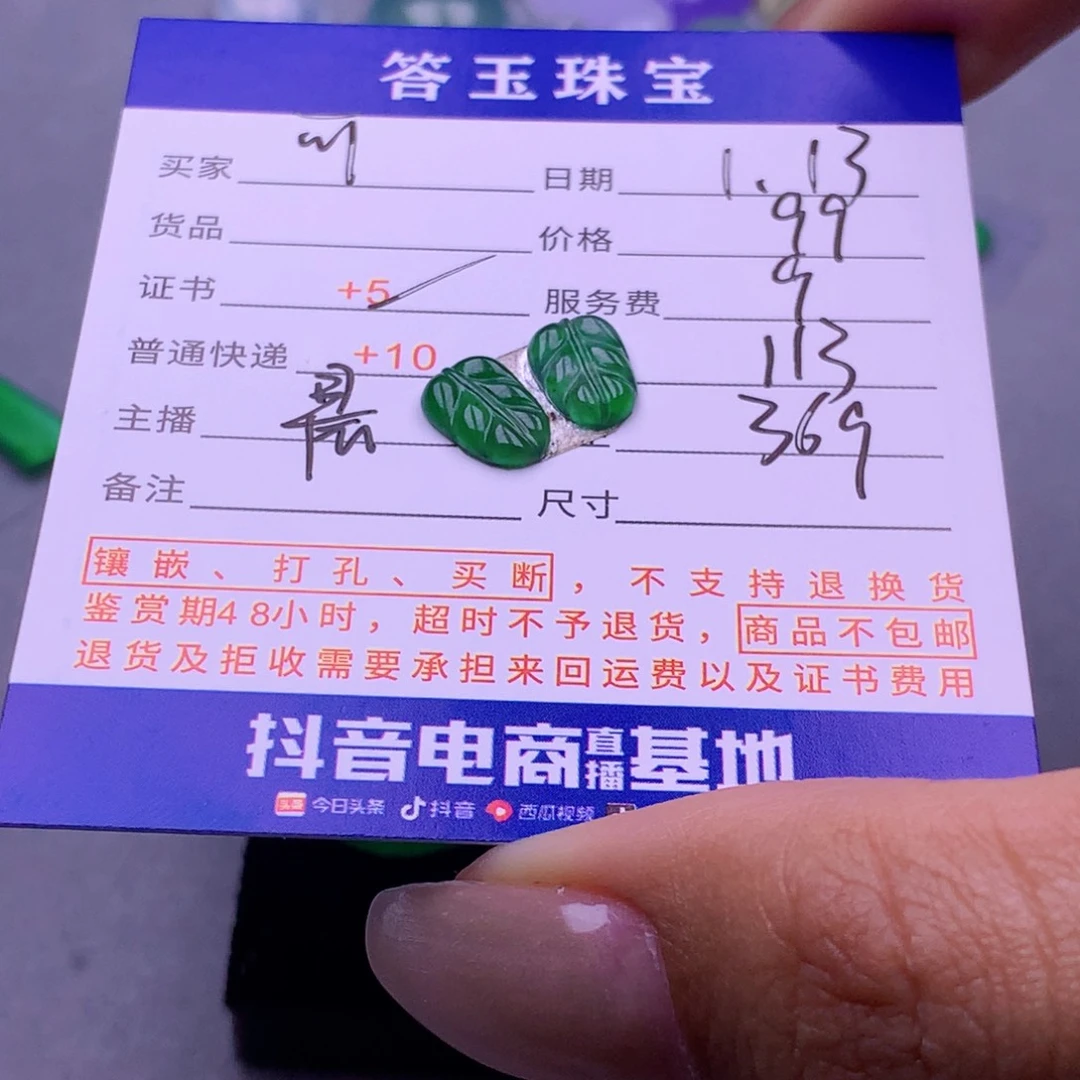 答玉珠宝
买家 日期 1.13
货品 价格 99
证书 +5 服务费 9
普通快递 +10 113
主播 369
备注 尺寸
镶嵌、打孔、买断，不支持退换货
鉴赏期48小时，超时不予退货，商品不包邮
退货及拒收需要承担来回运费以及证书费用
抖音电商直播基地
头条 今日头条 抖音 西瓜视频